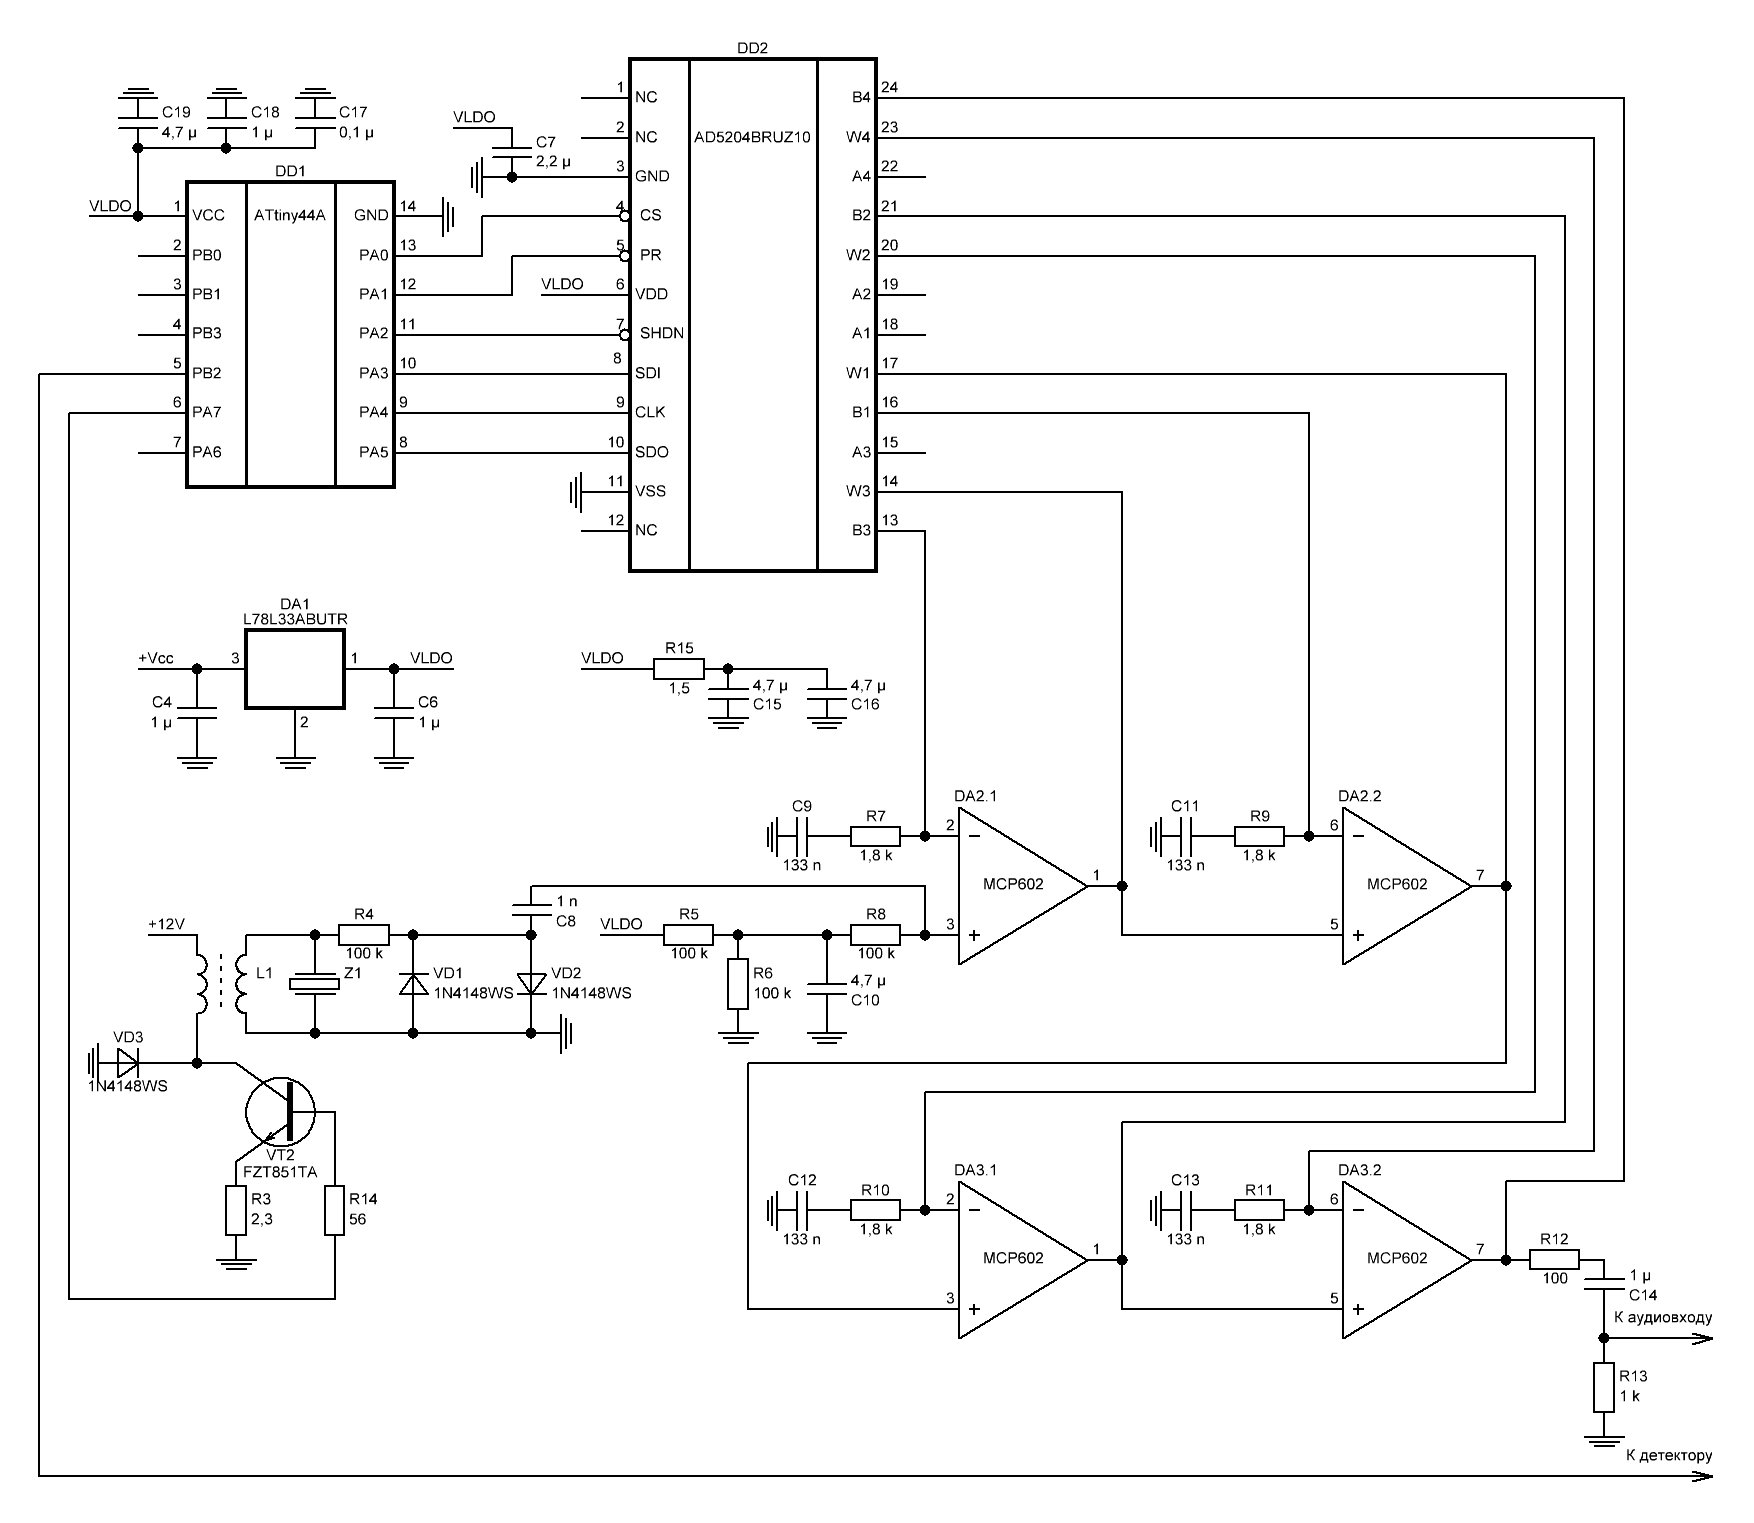 DD2
C19
4,7 µ
C18
1 µ
C17
0,1 µ
VLDO
C7
2,2 µ
DD1
ATtiny44A
VLDO
1 VCC
2 PB0
3 PB1
4 PB3
5 PB2
6 PA7
7 PA6
GND 14
PA0 13
PA1 12
PA2 11
PA3 10
PA4 9
PA5 8
AD5204BRUZ10
1 NC
2 NC
3 GND
4 CS
5 PR
VLDO
6 VDD
7 SHDN
8 SDI
9 CLK
10 SDO
11 VSS
12 NC
B4 24
W4 23
A4 22
B2 21
W2 20
A2 19
A1 18
W1 17
B1 16
A3 15
W3 14
B3 13
DA1
L78L33ABUTR
+Vcc
3
1
VLDO
2
C4
1 µ
C6
1 µ
VLDO
R15
1,5
4,7 µ
C15
4,7 µ
C16
C9
133 n
R7
1,8 k
DA2.1
2
3
1
MCP602
C11
133 n
R9
1,8 k
DA2.2
6
5
7
MCP602
+12V
L1
Z1
R4
100 k
VD1
1N4148WS
1 n
C8
VD2
1N4148WS
VLDO
R5
100 k
R6
100 k
4,7 µ
C10
R8
100 k
VD3
1N4148WS
VT2
FZT851TA
R3
2,3
R14
56
C12
133 n
R10
1,8 k
DA3.1
2
3
1
MCP602
C13
133 n
R11
1,8 k
DA3.2
6
5
7
MCP602
R12
100
1 µ
C14
К аудиовходу
R13
1 k
К детектору